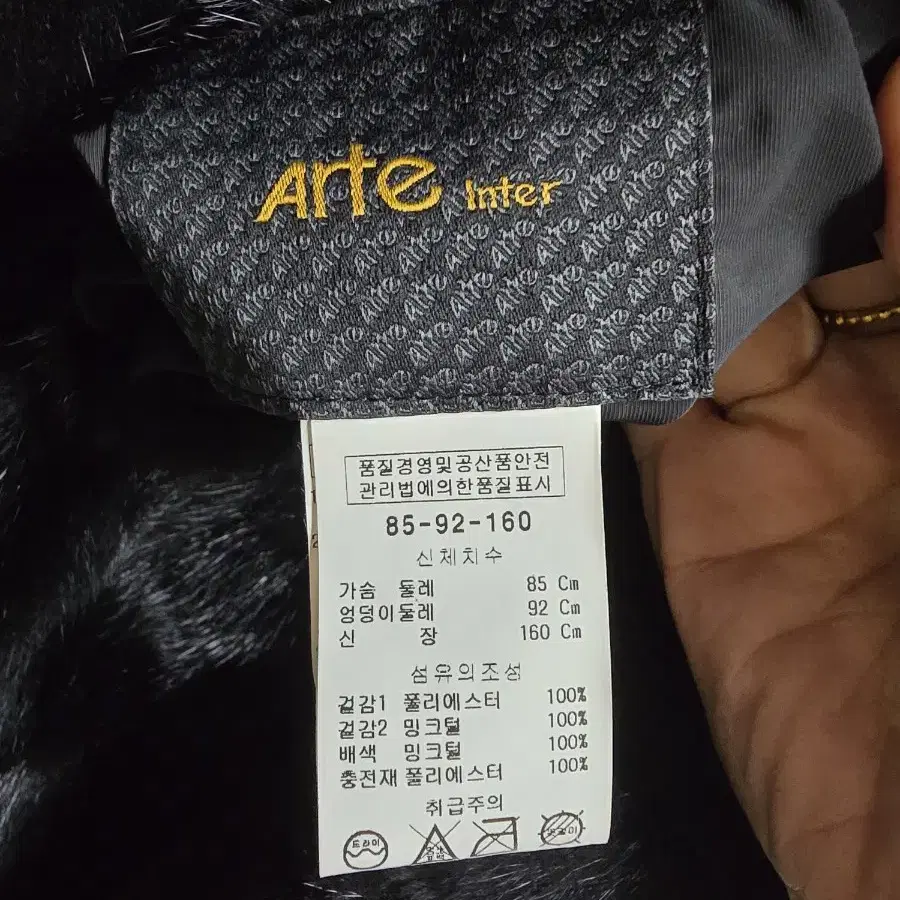 Arte Inter
품질경영및공산품안전
관리법에의한품질표시
85-92-160
신체치수
가슴 둘레 85 Cm
엉덩이둘레 92 Cm
신 장 160 Cm
섬유의조성
겉감1 폴리에스터 100%
겉감2 밍크털 100%
배색 밍크털 100%
충전재 폴리에스터 100%
취급주의
드라이